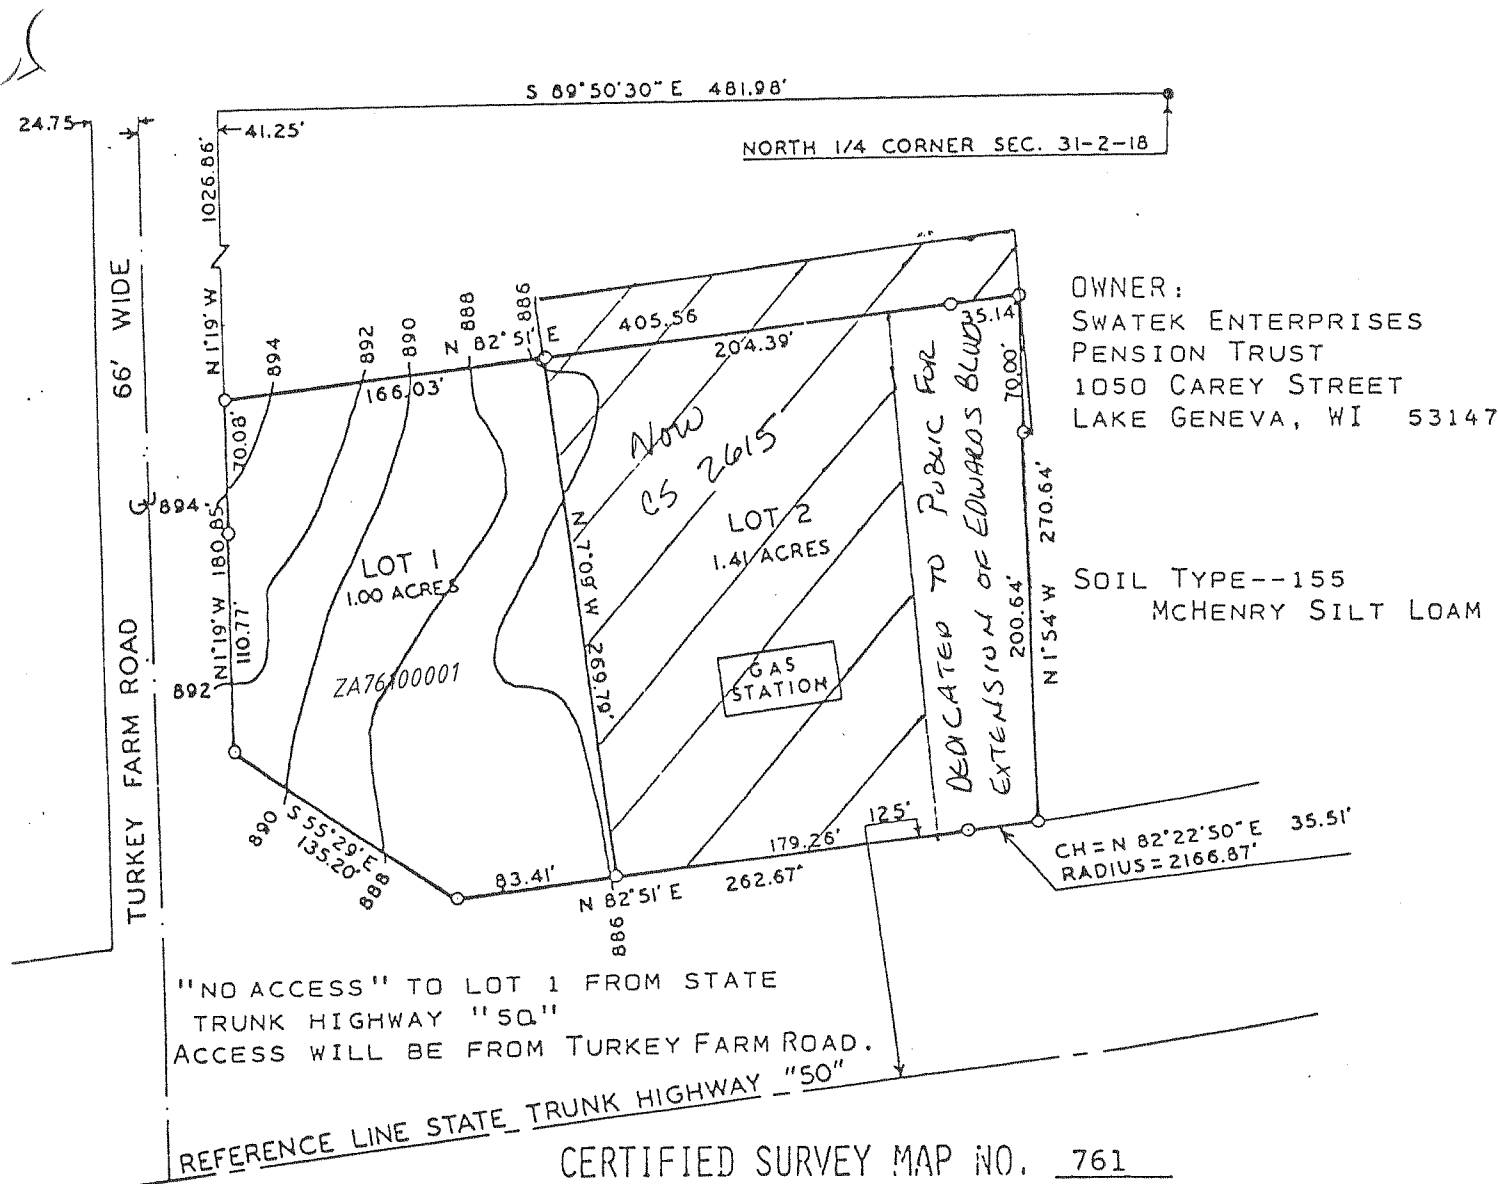 S 89°50'30" E 481.98'
24.75
41.25'
NORTH 1/4 CORNER SEC. 31-2-18
1026.86'
N 1°19' W
66' WIDE
TURKEY FARM ROAD
894
892
890
888
886
N 82°51' E
405.56
166.03'
204.39'
35.14'
70.00'
OWNER:
SWATEK ENTERPRISES
PENSION TRUST
1050 CAREY STREET
LAKE GENEVA, WI 53147
70.08'
894
N 1°19' W 180.85'
110.77'
892
NOW
CS 2615
LOT 1
1.00 ACRES
ZA76100001
LOT 2
1.41 ACRES
N 7°09' W 269.79'
GAS
STATION
DEDICATED TO PUBLIC FOR
EXTENSION OF EDWARDS BLVD
200.64'
270.64'
N 1°54' W
SOIL TYPE--155
MCHENRY SILT LOAM
890
S 55°29' E
135.20'
888
83.41'
N 82°51' E
262.67'
179.26'
125'
886
CH = N 82°22'50" E 35.51'
RADIUS = 2166.87'
"NO ACCESS" TO LOT 1 FROM STATE
TRUNK HIGHWAY "50."
ACCESS WILL BE FROM TURKEY FARM ROAD.
REFERENCE LINE STATE TRUNK HIGHWAY "50"
CERTIFIED SURVEY MAP NO. 761